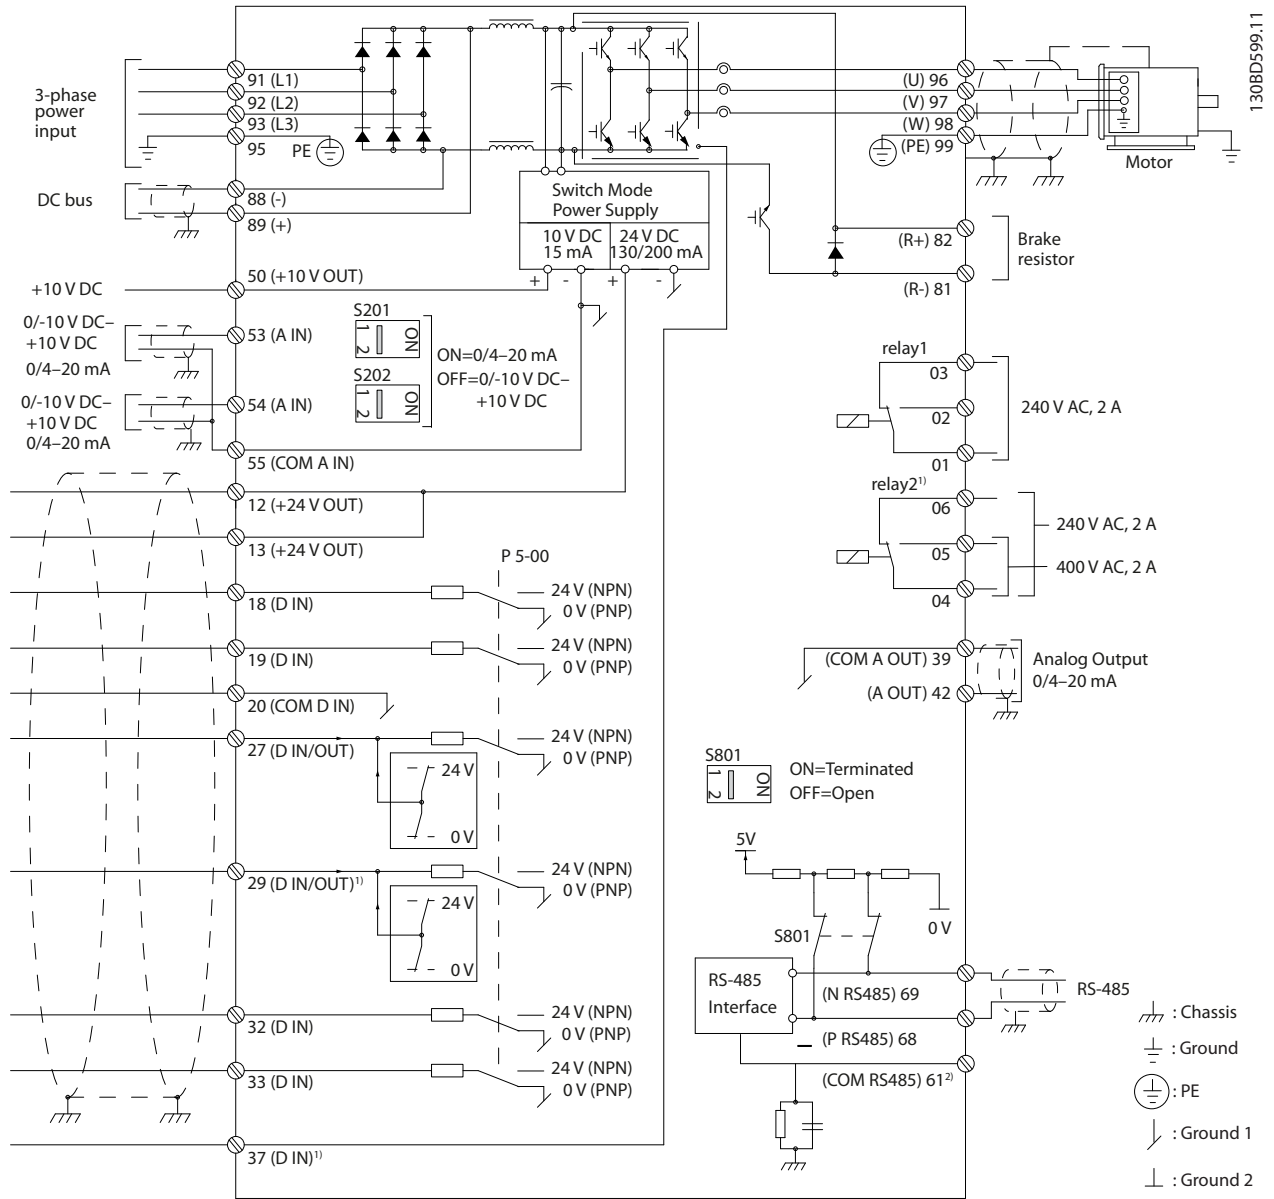 130BD599.11
3-phase
power
input
91 (L1)
92 (L2)
93 (L3)
95
PE
DC bus
88 (-)
89 (+)
Switch Mode
Power Supply
10 V DC
15 mA
24 V DC
130/200 mA
+
-
+
-
(U) 96
(V) 97
(W) 98
(PE) 99
Motor
(R+) 82
(R-) 81
Brake
resistor
+10 V DC
50 (+10 V OUT)
0/-10 V DC–
+10 V DC
0/4–20 mA
53 (A IN)
0/-10 V DC–
+10 V DC
0/4–20 mA
54 (A IN)
55 (COM A IN)
S201
1
2
ON
S202
1
2
ON
ON=0/4–20 mA
OFF=0/-10 V DC–
+10 V DC
relay1
03
02
01
240 V AC, 2 A
relay2¹⁾
06
05
04
240 V AC, 2 A
400 V AC, 2 A
12 (+24 V OUT)
13 (+24 V OUT)
P 5-00
18 (D IN)
24 V (NPN)
0 V (PNP)
19 (D IN)
24 V (NPN)
0 V (PNP)
20 (COM D IN)
27 (D IN/OUT)
24 V (NPN)
0 V (PNP)
24 V
0 V
29 (D IN/OUT)¹⁾
24 V (NPN)
0 V (PNP)
24 V
0 V
32 (D IN)
24 V (NPN)
0 V (PNP)
33 (D IN)
24 V (NPN)
0 V (PNP)
37 (D IN)¹⁾
(COM A OUT) 39
(A OUT) 42
Analog Output
0/4–20 mA
S801
1
2
ON
ON=Terminated
OFF=Open
5V
0 V
S801
RS-485
Interface
(N RS485) 69
(P RS485) 68
(COM RS485) 61²⁾
RS-485
: Chassis
: Ground
: PE
: Ground 1
: Ground 2